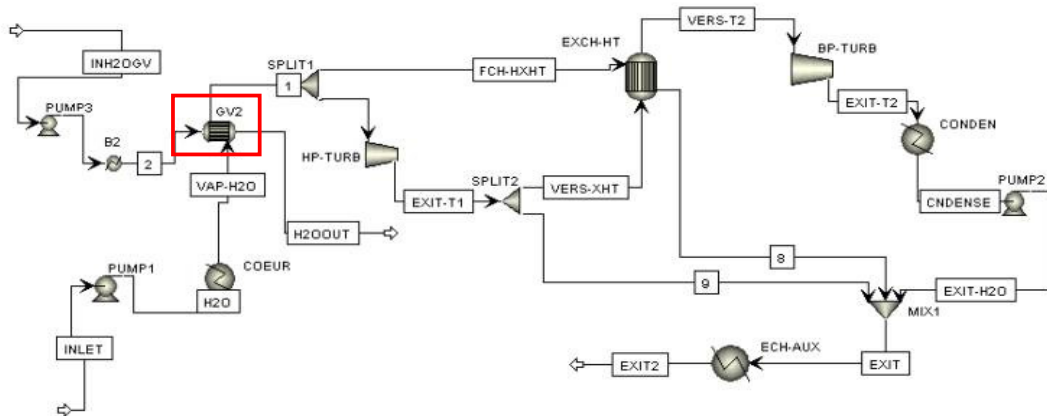 VERS-T2
EXCH-HT
BP-TURB
INH2OGV
SPLIT1
1
FCH-HXHT
EXIT-T2
PUMP3
GV2
CONDEN
B2
2
HP-TURB
SPLIT2
VERS-XHT
PUMP2
VAP-H2O
EXIT-T1
CNDENSE
H2OOUT
COEUR
8
PUMP1
9
EXIT-H2O
H2O
MIX1
INLET
ECH-AUX
EXIT2
EXIT